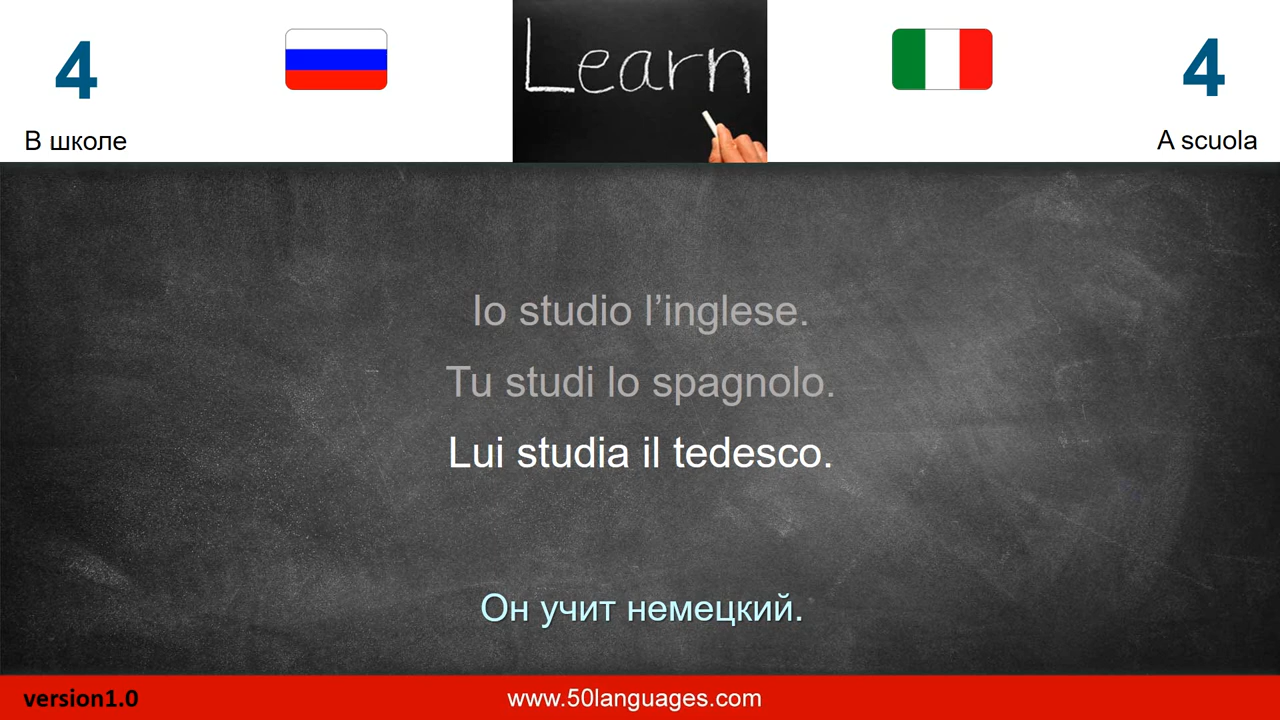 4
Learn
4
В школе
A scuola
Io studio l’inglese.
Tu studi lo spagnolo.
Lui studia il tedesco.
Он учит немецкий.
version1.0
www.50languages.com